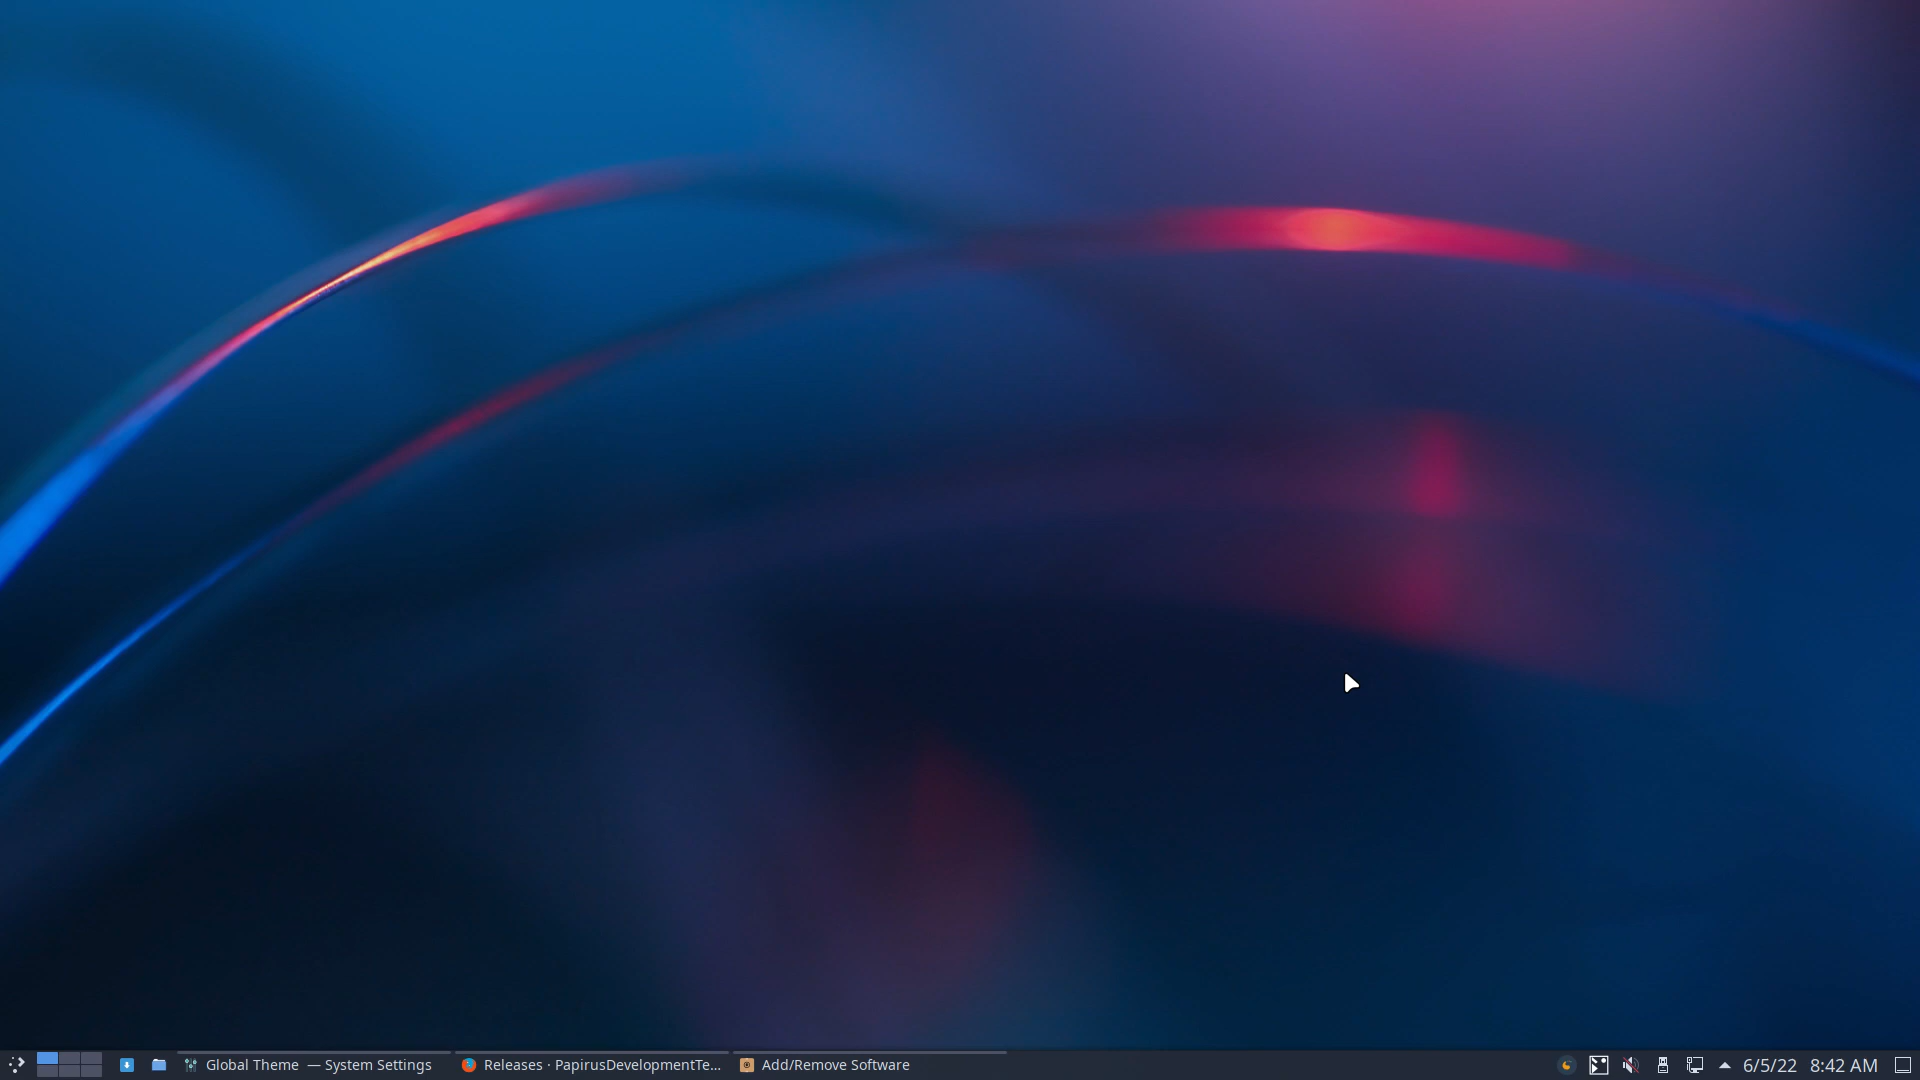 Global Theme — System Settings
Releases · PapirusDevelopmentTe...
Add/Remove Software
6/5/22 8:42 AM